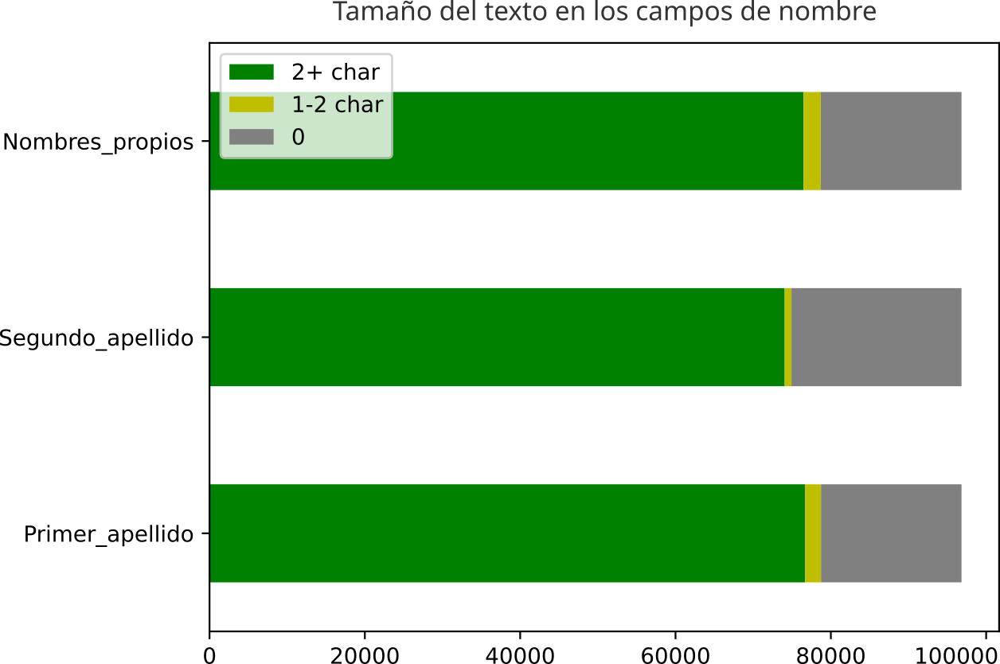 Tamaño del texto en los campos de nombre
2+ char
1-2 char
0
Nombres_propios
Segundo_apellido
Primer_apellido
0 20000 40000 60000 80000 100000